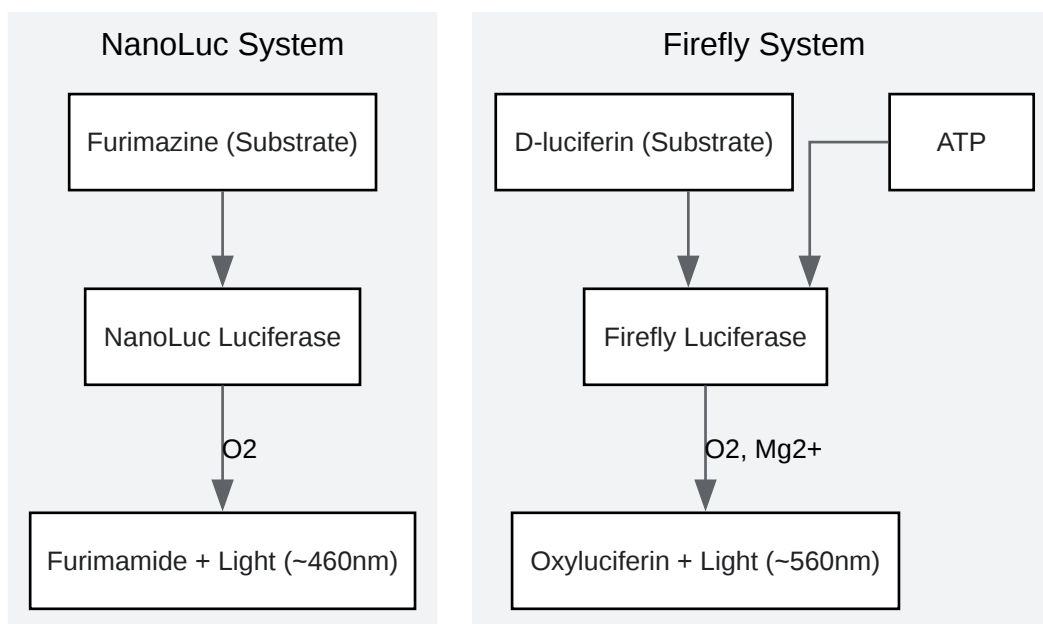 NanoLuc System
Furimazine (Substrate)
NanoLuc Luciferase
O2
Furimamide + Light (~460nm)
Firefly System
D-luciferin (Substrate)
ATP
Firefly Luciferase
O2, Mg2+
Oxyluciferin + Light (~560nm)